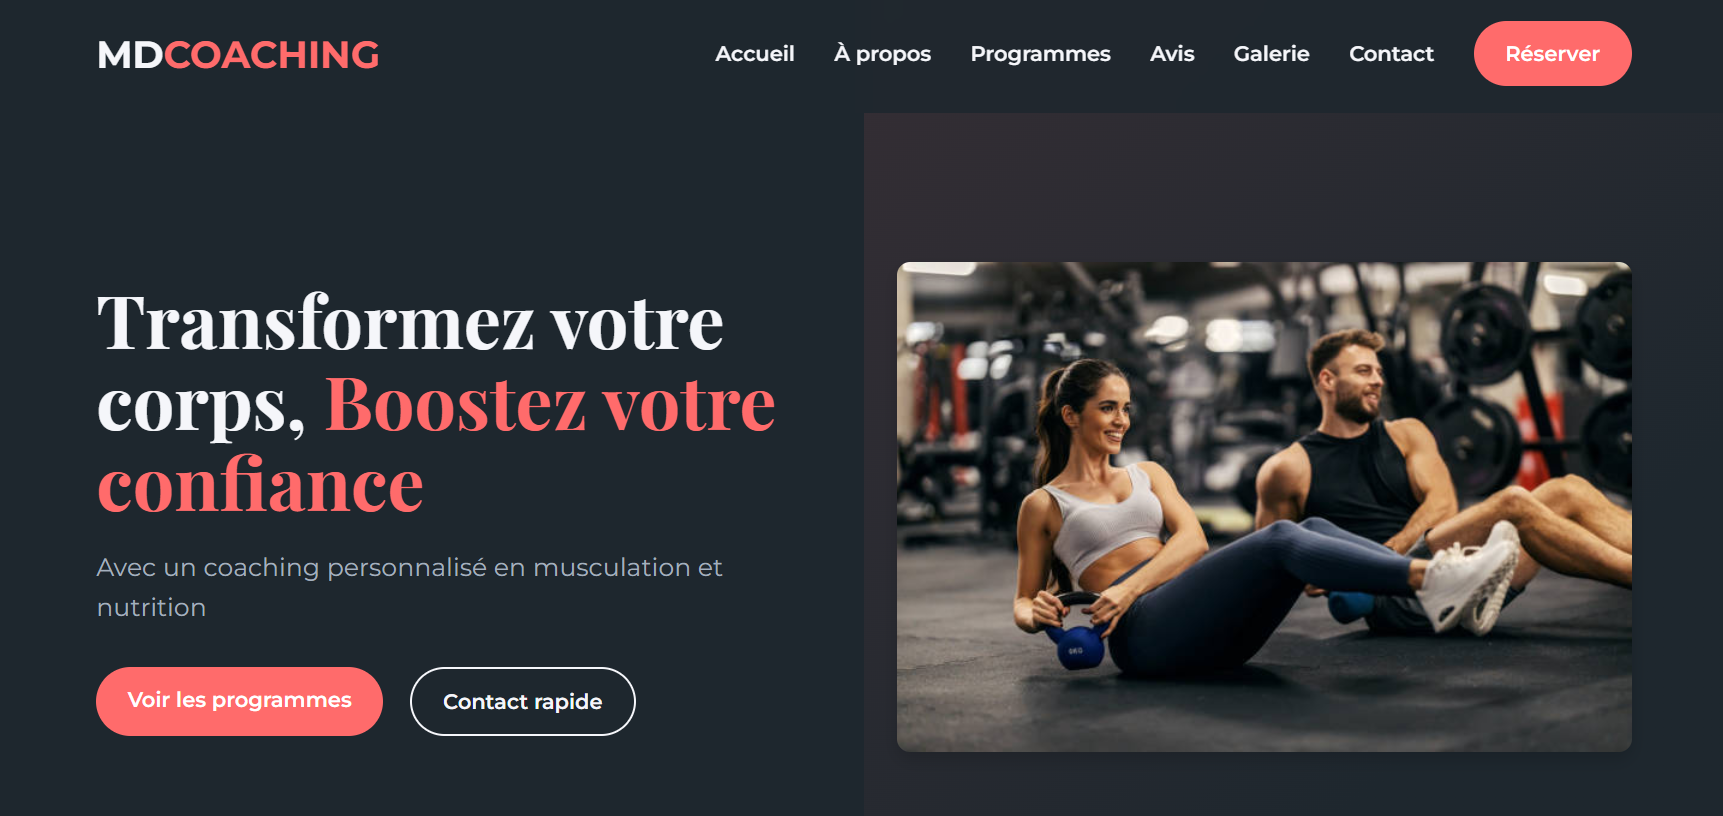 MDCOACHING
Accueil À propos Programmes Avis Galerie Contact Réserver
Transformez votre
corps, Boostez votre
confiance
Avec un coaching personnalisé en musculation et
nutrition
Voir les programmes Contact rapide